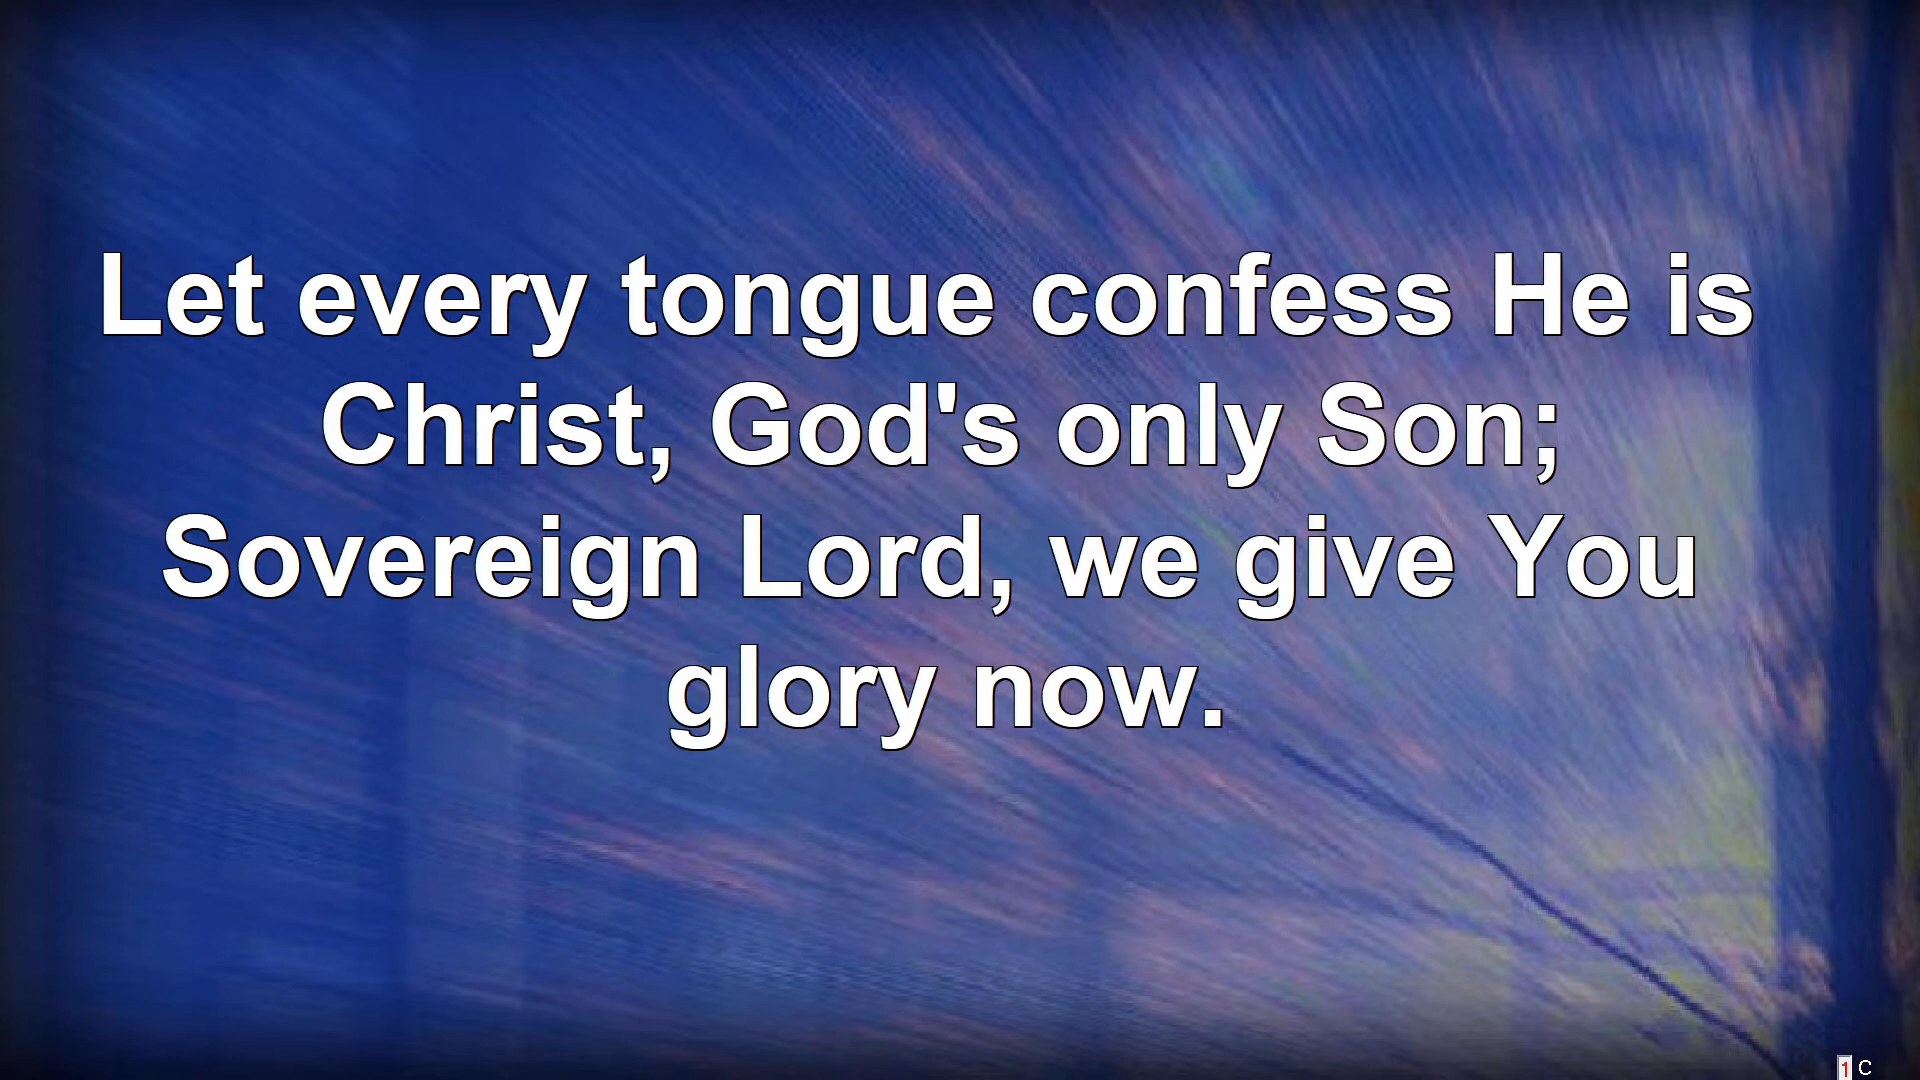 Let every tongue confess He is
Christ, God's only Son;
Sovereign Lord, we give You
glory now.
1 C